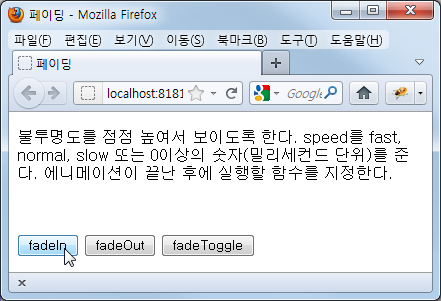 페이딩 - Mozilla Firefox
파일(F) 편집(E) 보기(V) 이동(S) 북마크(B) 도구(T) 도움말(H)
페이딩
localhost:8181 Google
불투명도를 점점 높여서 보이도록 한다. speed를 fast,
normal, slow 또는 0이상의 숫자(밀리세컨드 단위)를 준
다. 에니메이션이 끝난 후에 실행할 함수를 지정한다.
fadeIn fadeOut fadeToggle